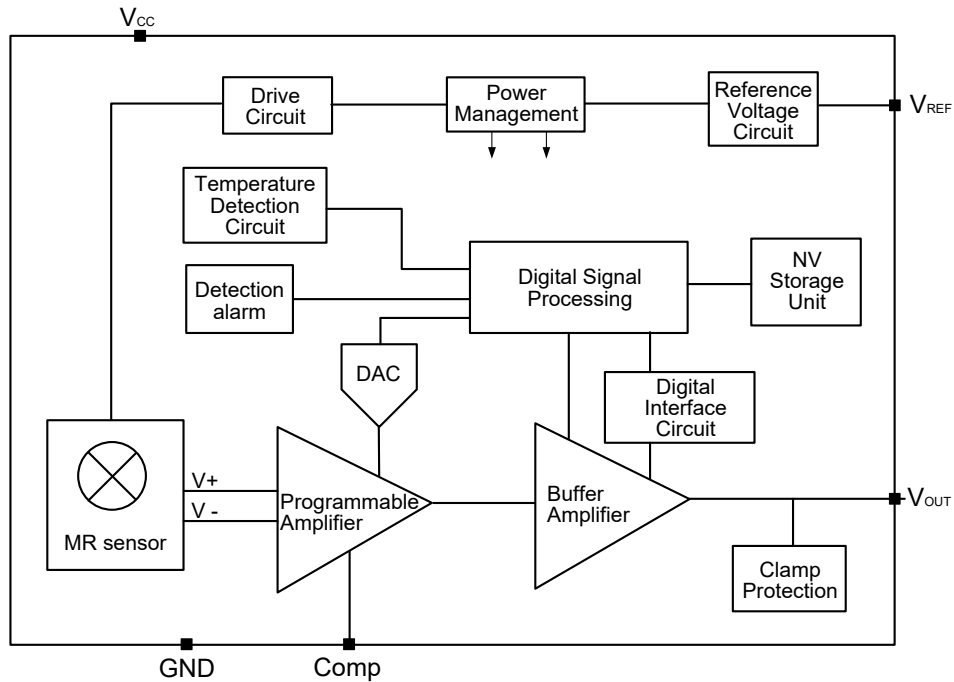 VCC
Drive
Circuit
Power
Management
Reference
Voltage
Circuit
VREF
Temperature
Detection
Circuit
Digital Signal
Processing
NV
Storage
Unit
Detection
alarm
DAC
Digital
Interface
Circuit
MR sensor
V+
V -
Programmable
Amplifier
Buffer
Amplifier
VOUT
Clamp
Protection
GND
Comp